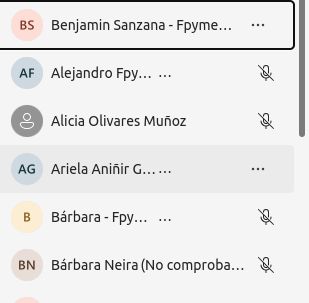 BS Benjamin Sanzana - Fpyme... ...
AF Alejandro Fpy... ...
Alicia Olivares Muñoz
AG Ariela Aniñir G... ...
B Bárbara - Fpy... ...
BN Bárbara Neira (No comproba...